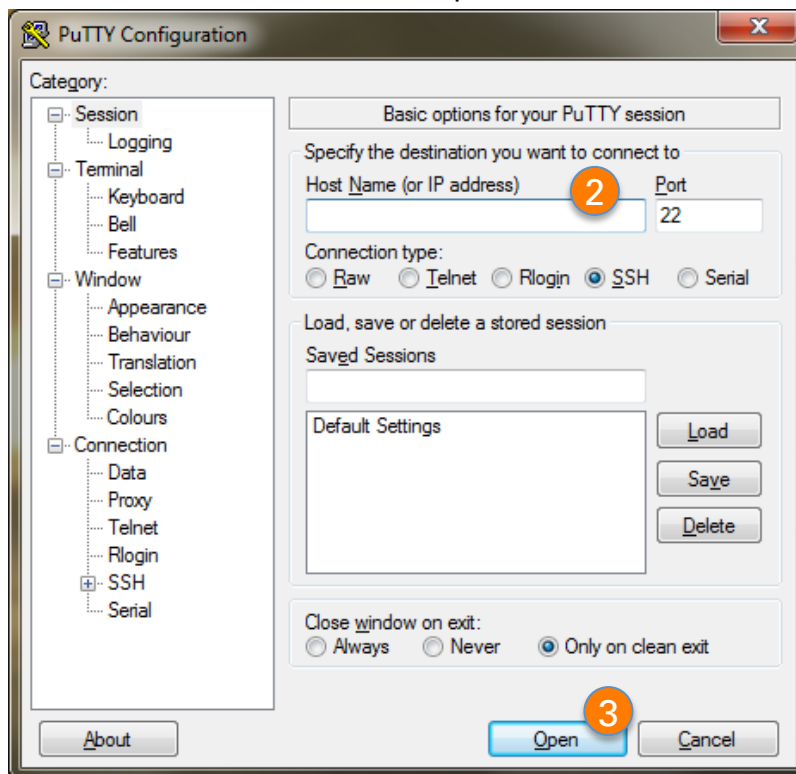 PuTTY Configuration
x
Category:
Session
Logging
Terminal
Keyboard
Bell
Features
Window
Appearance
Behaviour
Translation
Selection
Colours
Connection
Data
Proxy
Telnet
Rlogin
SSH
Serial
Basic options for your PuTTY session
Specify the destination you want to connect to
Host Name (or IP address) 2 Port
22
Connection type:
Raw Telnet Rlogin SSH Serial
Load, save or delete a stored session
Saved Sessions
Default Settings
Load
Save
Delete
Close window on exit:
Always Never Only on clean exit
3
About Open Cancel